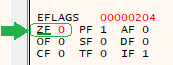 EFLAGS 00000204
ZF 0 PF 1 AF 0
OF 0 SF 0 DF 0
CF 0 TF 0 IF 1